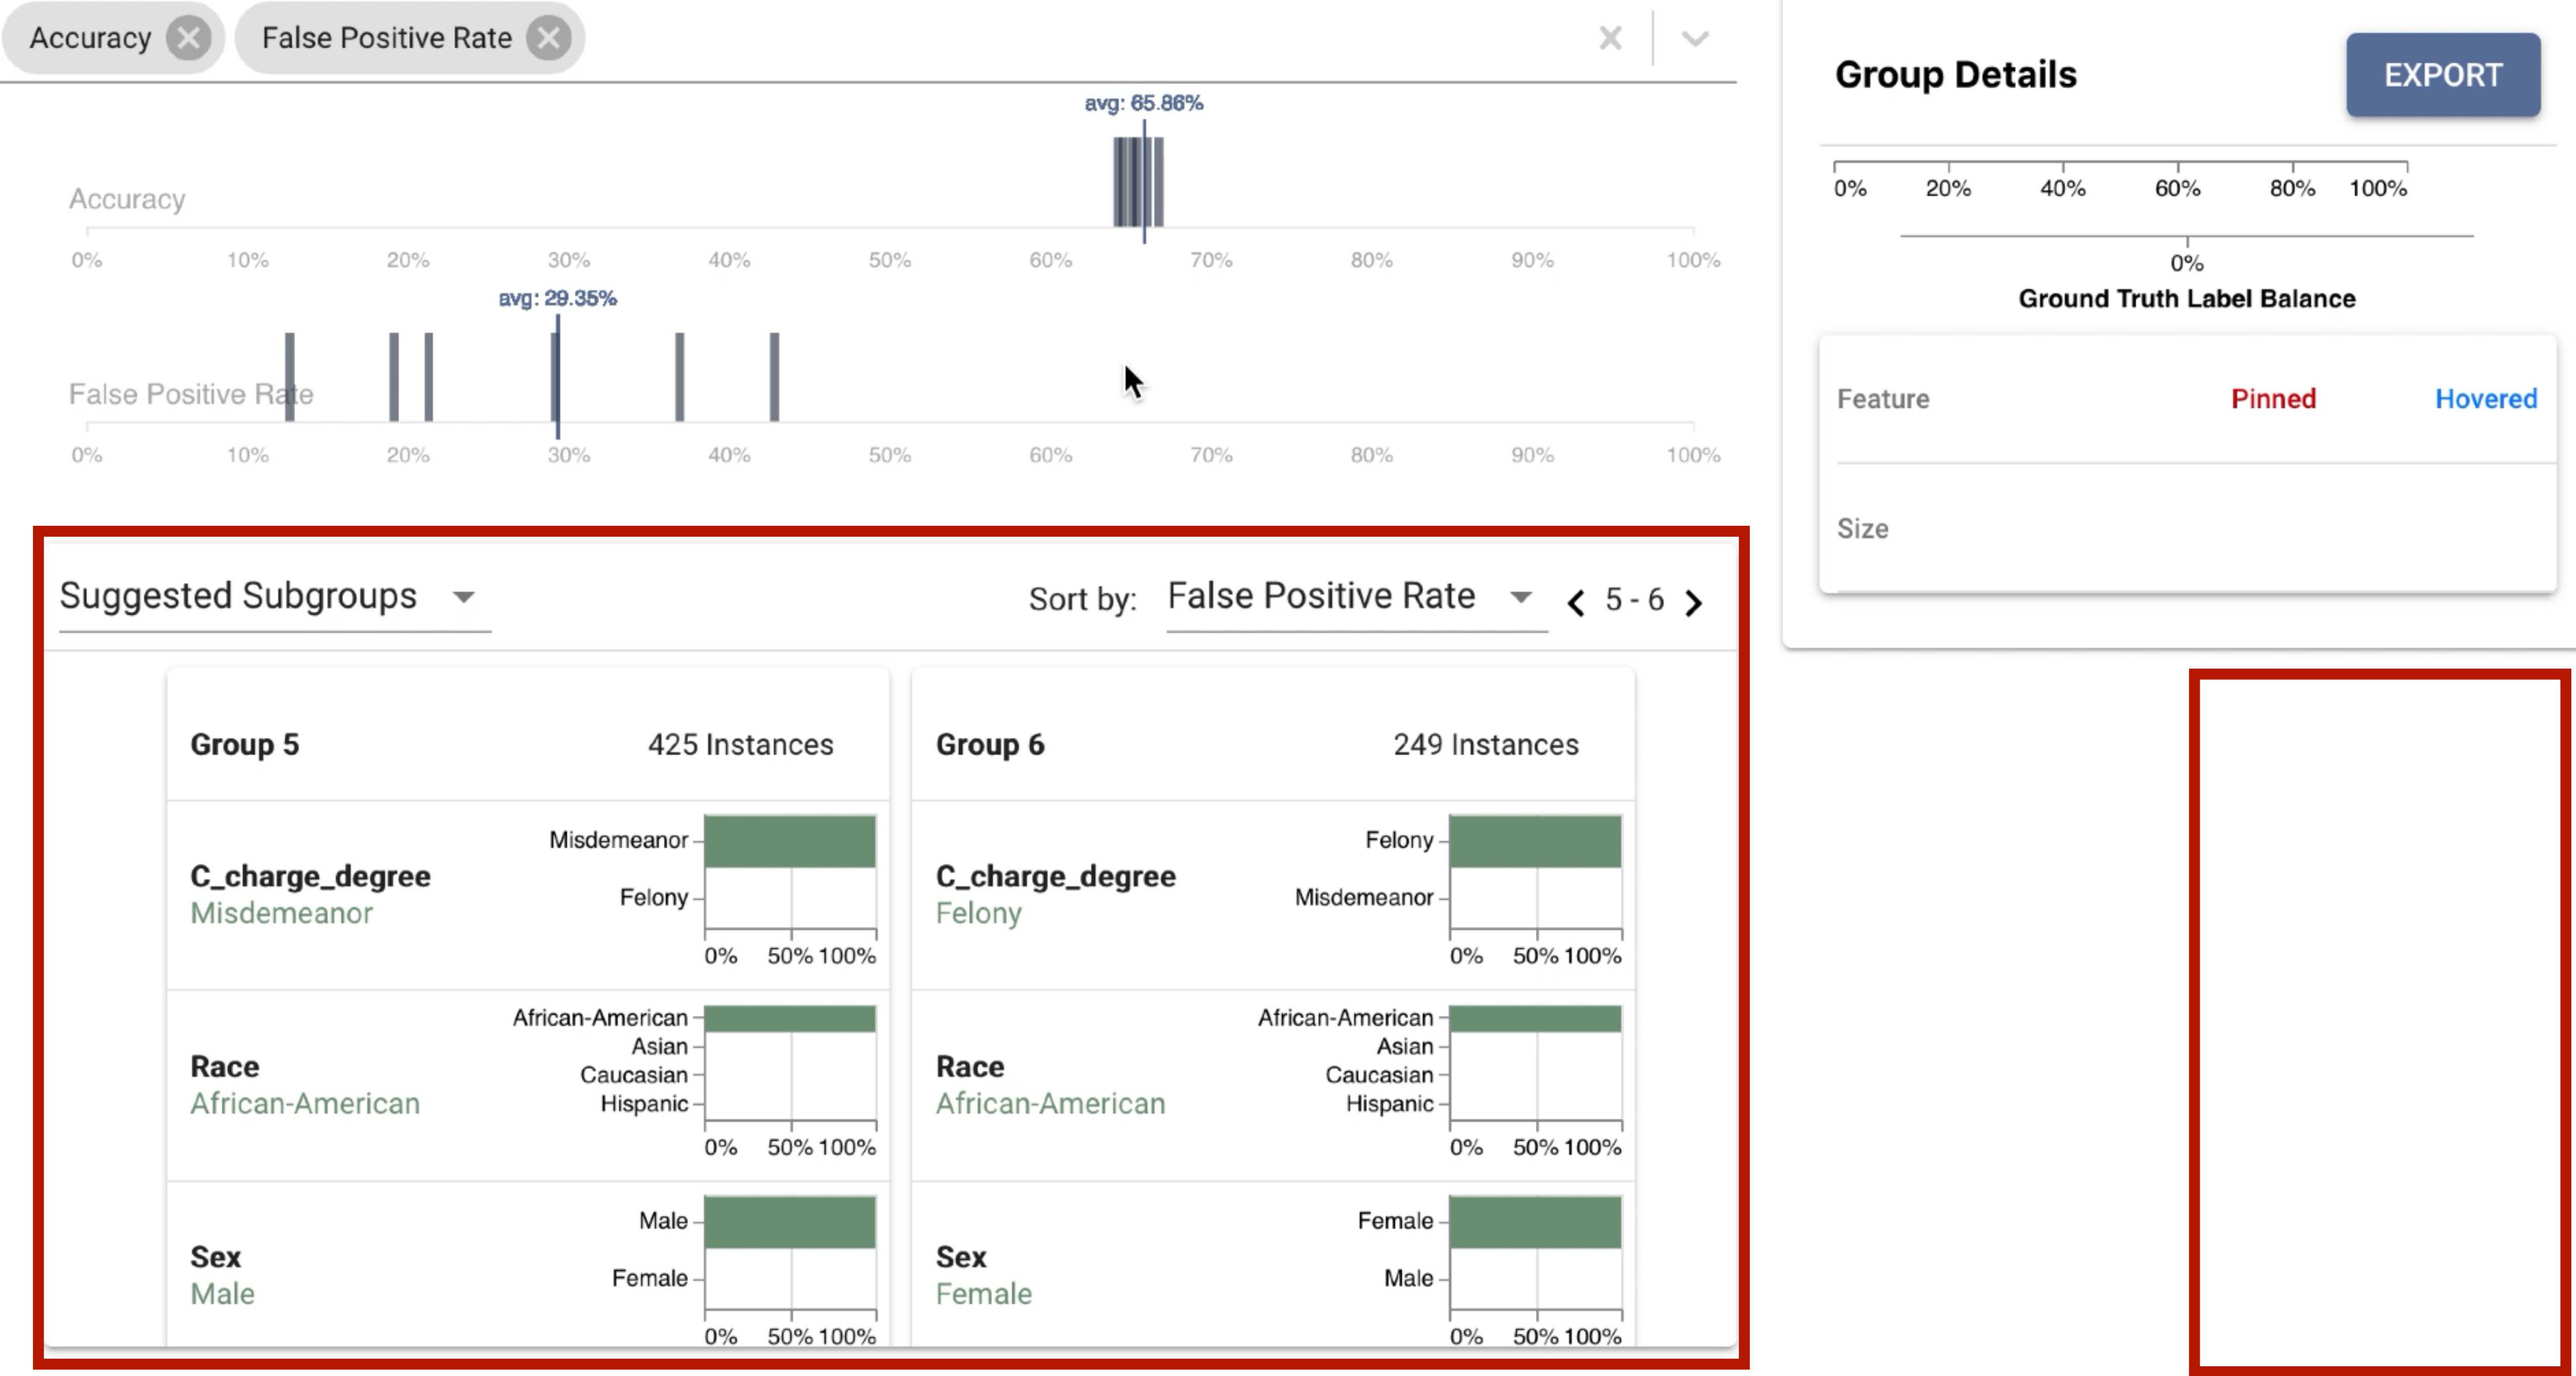 Accuracy
False Positive Rate
avg: 65.86%
Accuracy
0% 10% 20% 30% 40% 50% 60% 70% 80% 90% 100%
avg: 29.35%
False Positive Rate
0% 10% 20% 30% 40% 50% 60% 70% 80% 90% 100%
Group Details
EXPORT
0% 20% 40% 60% 80% 100%
0%
Ground Truth Label Balance
Feature Pinned Hovered
Size
Suggested Subgroups
Sort by: False Positive Rate 5 - 6
Group 5 425 Instances
C_charge_degree
Misdemeanor
Misdemeanor
Felony
0% 50% 100%
Race
African-American
African-American
Asian
Caucasian
Hispanic
0% 50% 100%
Sex
Male
Male
Female
0% 50% 100%
Group 6 249 Instances
C_charge_degree
Felony
Felony
Misdemeanor
0% 50% 100%
Race
African-American
African-American
Asian
Caucasian
Hispanic
0% 50% 100%
Sex
Female
Female
Male
0% 50% 100%